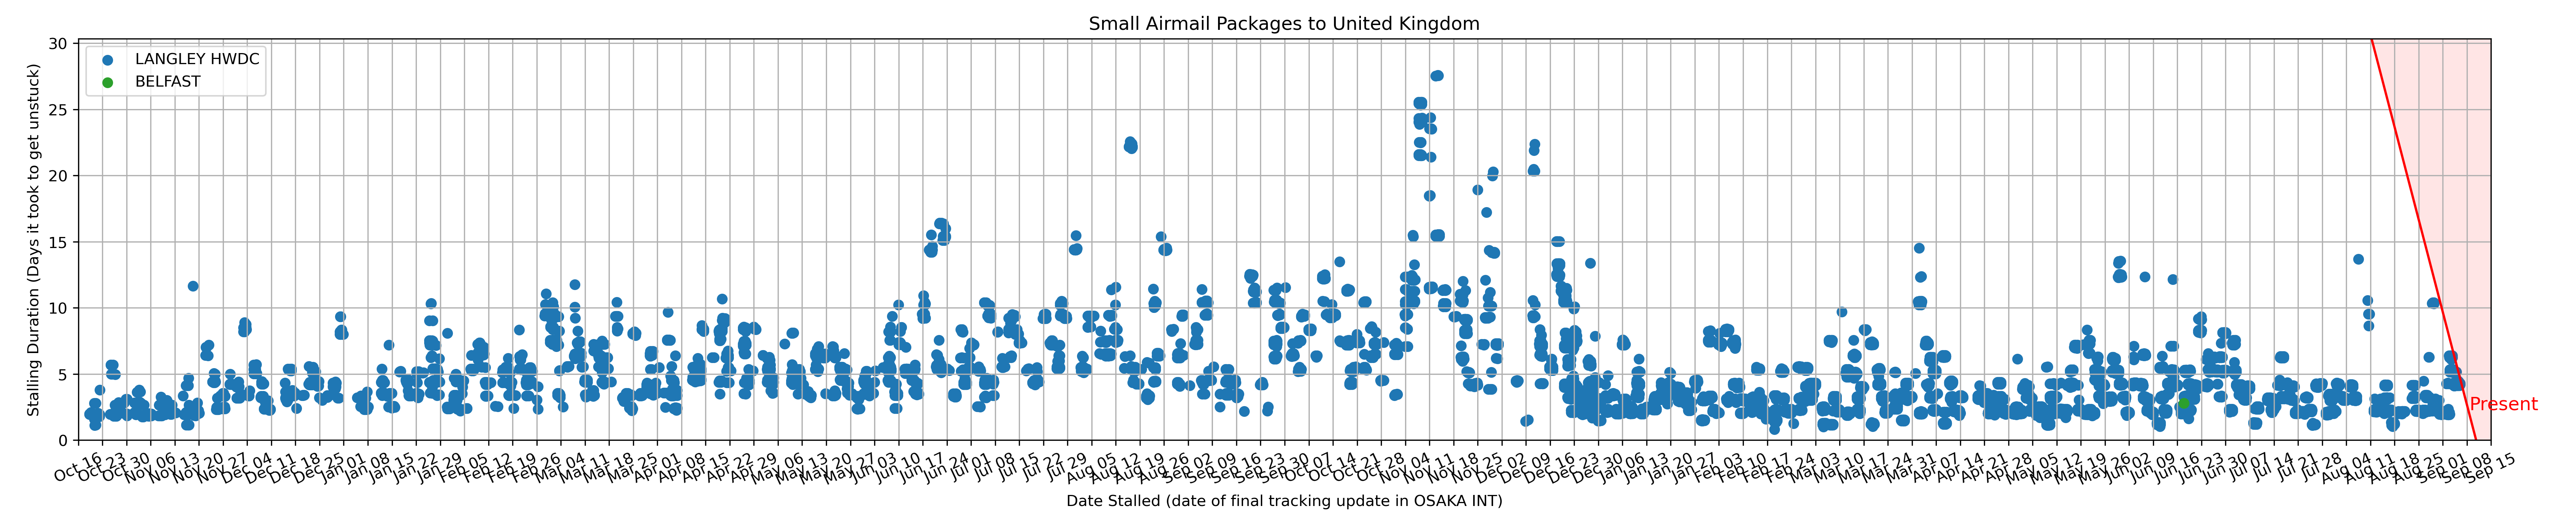 Small Airmail Packages to United Kingdom
LANGLEY HWDC
BELFAST
Stalling Duration (Days it took to get unstuck)
30
25
20
15
10
5
0
Present
Oct 16
Oct 23
Oct 30
Nov 06
Nov 13
Nov 20
Nov 27
Dec 04
Dec 11
Dec 18
Dec 25
Jan 01
Jan 08
Jan 15
Jan 22
Jan 29
Feb 05
Feb 12
Feb 19
Feb 26
Mar 04
Mar 11
Mar 18
Mar 25
Apr 01
Apr 08
Apr 15
Apr 22
Apr 29
May 06
May 13
May 20
May 27
Jun 03
Jun 10
Jun 17
Jun 24
Jul 01
Jul 08
Jul 15
Jul 22
Jul 29
Aug 05
Aug 12
Aug 19
Aug 26
Sep 02
Sep 09
Sep 16
Sep 23
Sep 30
Oct 07
Oct 14
Oct 21
Oct 28
Nov 04
Nov 11
Nov 18
Nov 25
Dec 02
Dec 09
Dec 16
Dec 23
Dec 30
Jan 06
Jan 13
Jan 20
Jan 27
Feb 03
Feb 10
Feb 17
Feb 24
Mar 03
Mar 10
Mar 17
Mar 24
Mar 31
Apr 07
Apr 14
Apr 21
Apr 28
May 05
May 12
May 19
May 26
Jun 02
Jun 09
Jun 16
Jun 23
Jun 30
Jul 07
Jul 14
Jul 21
Jul 28
Aug 04
Aug 11
Aug 18
Aug 25
Sep 01
Sep 08
Sep 15
Date Stalled (date of final tracking update in OSAKA INT)